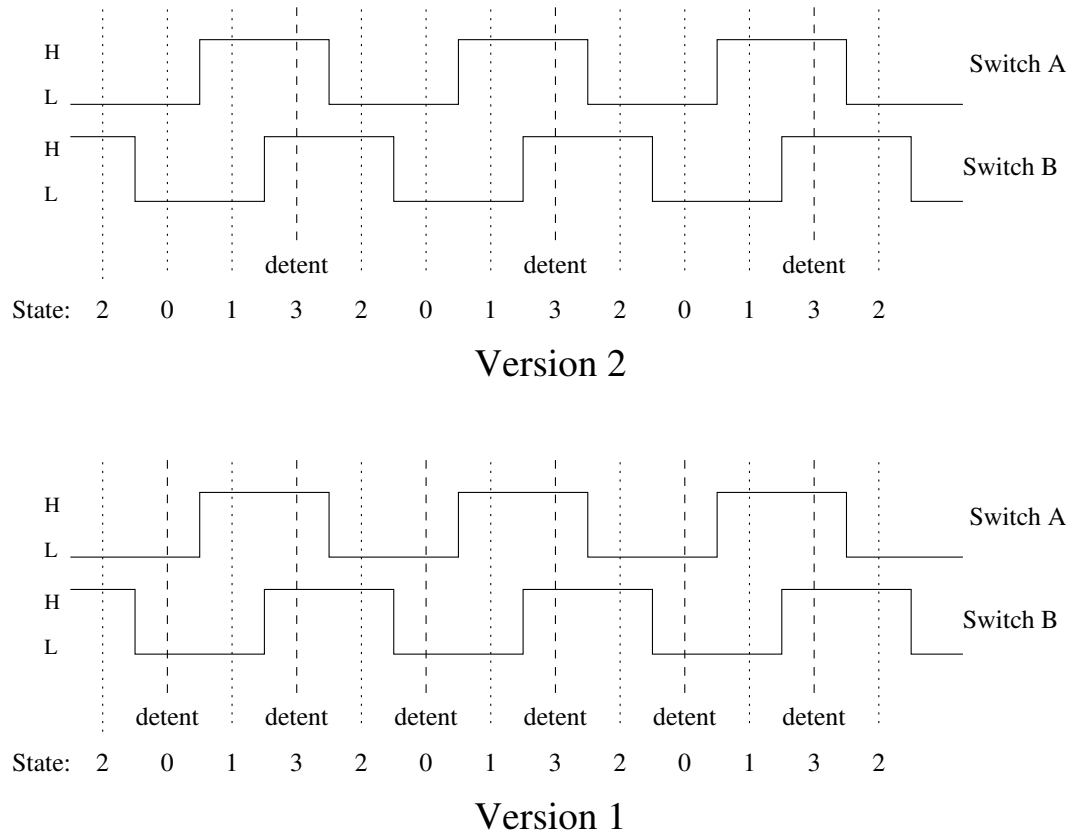 H
Switch A
L
H
Switch B
L
detent detent detent
State: 2 0 1 3 2 0 1 3 2 0 1 3 2
Version 2
H
Switch A
L
H
Switch B
L
detent detent detent detent detent detent
State: 2 0 1 3 2 0 1 3 2 0 1 3 2
Version 1